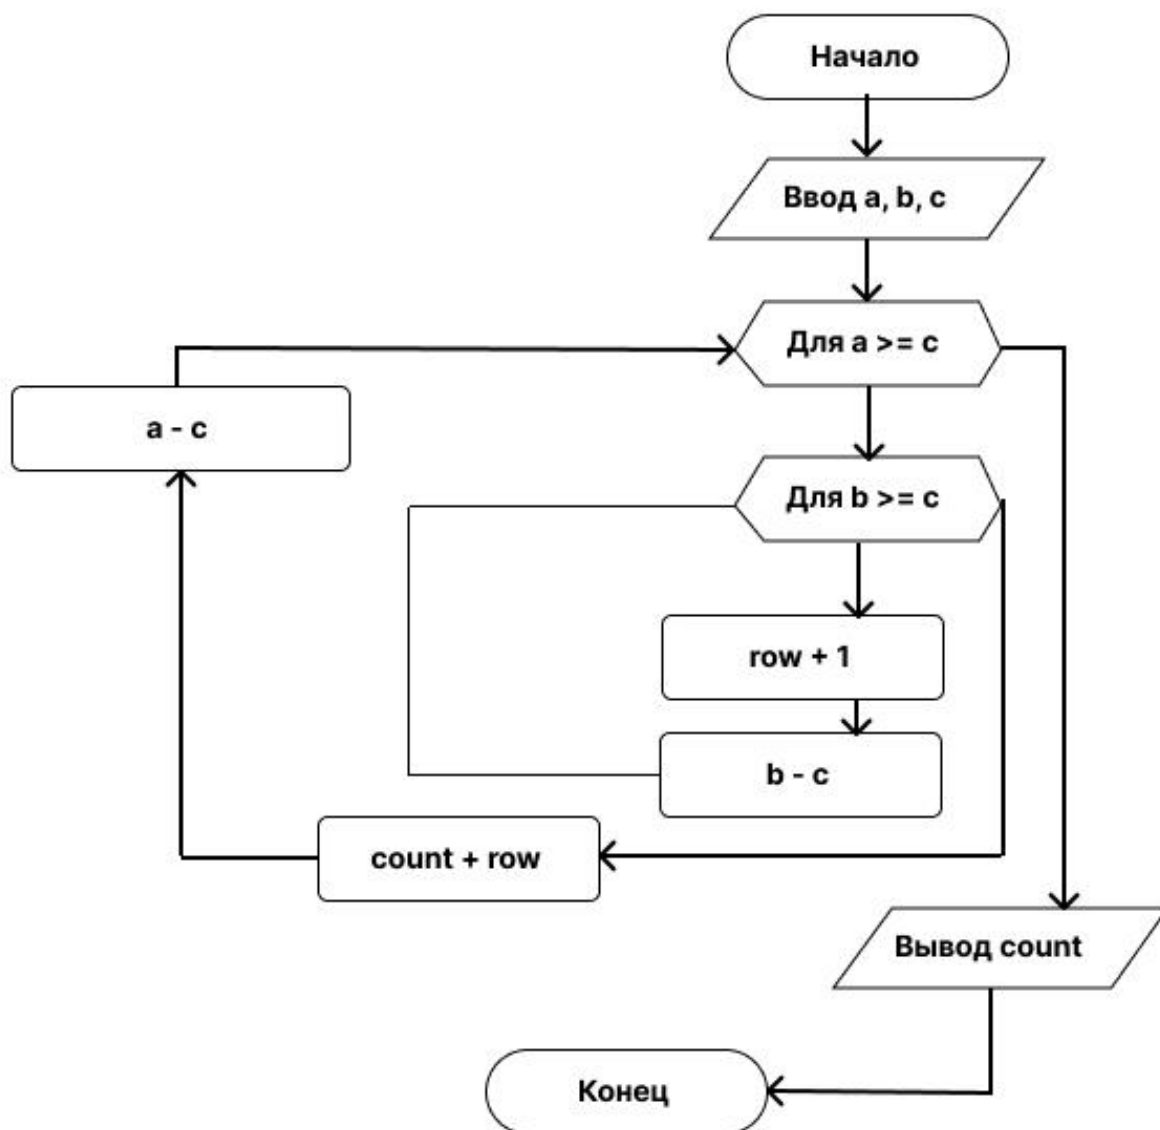 Начало
Ввод a, b, c
Для a >= c
a - c
Для b >= c
row + 1
b - c
count + row
Вывод count
Конец